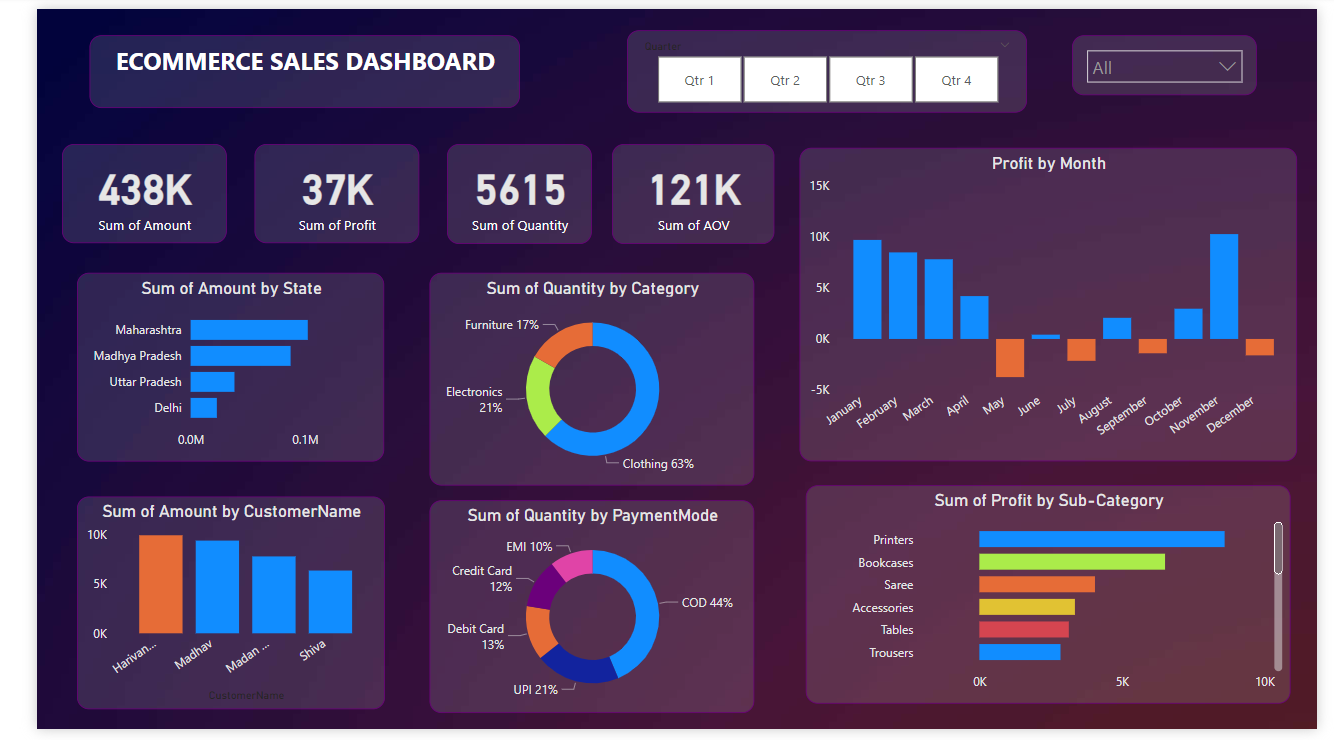 ECOMMERCE SALES DASHBOARD
Quarter
Qtr 1
Qtr 2
Qtr 3
Qtr 4
All
438K
Sum of Amount
37K
Sum of Profit
5615
Sum of Quantity
121K
Sum of AOV
Profit by Month
15K
10K
5K
0K
-5K
January
February
March
April
May
June
July
August
September
October
November
December
Sum of Amount by State
Maharashtra
Madhya Pradesh
Uttar Pradesh
Delhi
0.0M
0.1M
Sum of Quantity by Category
Furniture 17%
Electronics
21%
Clothing 63%
Sum of Amount by CustomerName
10K
5K
0K
Harivan...
Madhav
Madan ...
Shiva
CustomerName
Sum of Quantity by PaymentMode
EMI 10%
Credit Card
12%
Debit Card
13%
UPI 21%
COD 44%
Sum of Profit by Sub-Category
Printers
Bookcases
Saree
Accessories
Tables
Trousers
0K
5K
10K